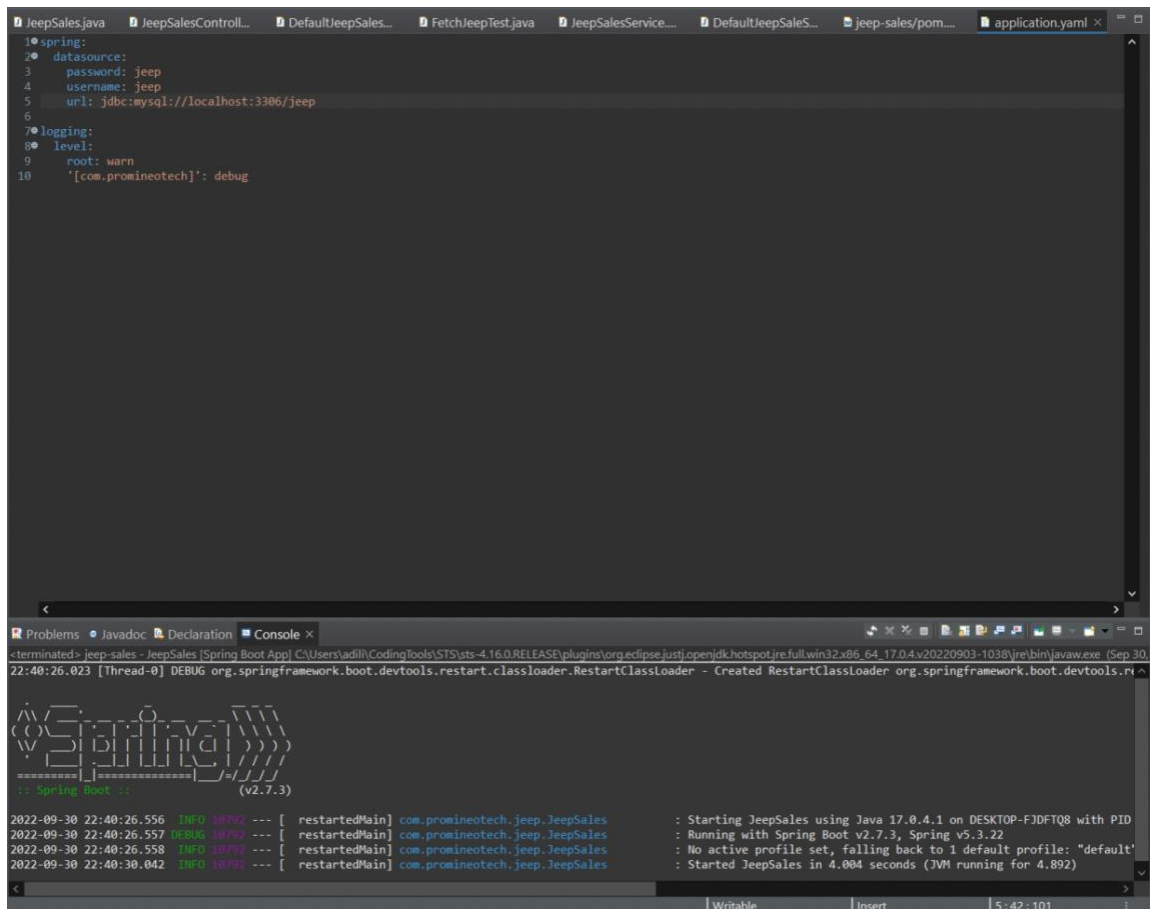 JeepSales.java JeepSalesControll... DefaultJeepSales... FetchJeepTest.java JeepSalesService.... DefaultJeepSaleS... jeep-sales/pom.... application.yaml
1 spring:
2 datasource:
3 password: jeep
4 username: jeep
5 url: jdbc:mysql://localhost:3306/jeep
6
7 logging:
8 level:
9 root: warn
10 '[com.promineotech]': debug
Problems Javadoc Declaration Console
<terminated> jeep-sales - JeepSales [Spring Boot App] C:\Users\adill\CodingTools\STS\sts-4.16.0.RELEASE\plugins\org.eclipse.justj.openjdk.hotspot.jre.full.win32.x86_64_17.0.4.v20220903-1038\jre\bin\javaw.exe (Sep 30,
22:40:26.023 [Thread-0] DEBUG org.springframework.boot.devtools.restart.classloader.RestartClassLoader - Created RestartClassLoader org.springframework.boot.devtools.re
Spring
:: Spring Boot :: (v2.7.3)
2022-09-30 22:40:26.556 INFO 10792 --- [ restartedMain] com.promineotech.jeep.JeepSales : Starting JeepSales using Java 17.0.4.1 on DESKTOP-FJDFTQ8 with PID
2022-09-30 22:40:26.557 DEBUG 10792 --- [ restartedMain] com.promineotech.jeep.JeepSales : Running with Spring Boot v2.7.3, Spring v5.3.22
2022-09-30 22:40:26.558 INFO 10792 --- [ restartedMain] com.promineotech.jeep.JeepSales : No active profile set, falling back to 1 default profile: "default"
2022-09-30 22:40:30.042 INFO 10792 --- [ restartedMain] com.promineotech.jeep.JeepSales : Started JeepSales in 4.004 seconds (JVM running for 4.892)
Writable Insert 5:42:101